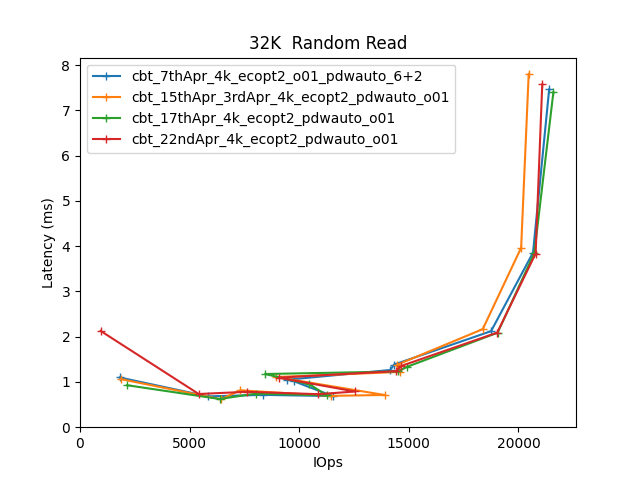 32K  Random Read
cbt_7thApr_4k_ecopt2_o01_pdwauto_6+2
cbt_15thApr_3rdApr_4k_ecopt2_pdwauto_o01
cbt_17thApr_4k_ecopt2_pdwauto_o01
cbt_22ndApr_4k_ecopt2_pdwauto_o01
Latency (ms)
8
7
6
5
4
3
2
1
0
0 5000 10000 15000 20000
IOps